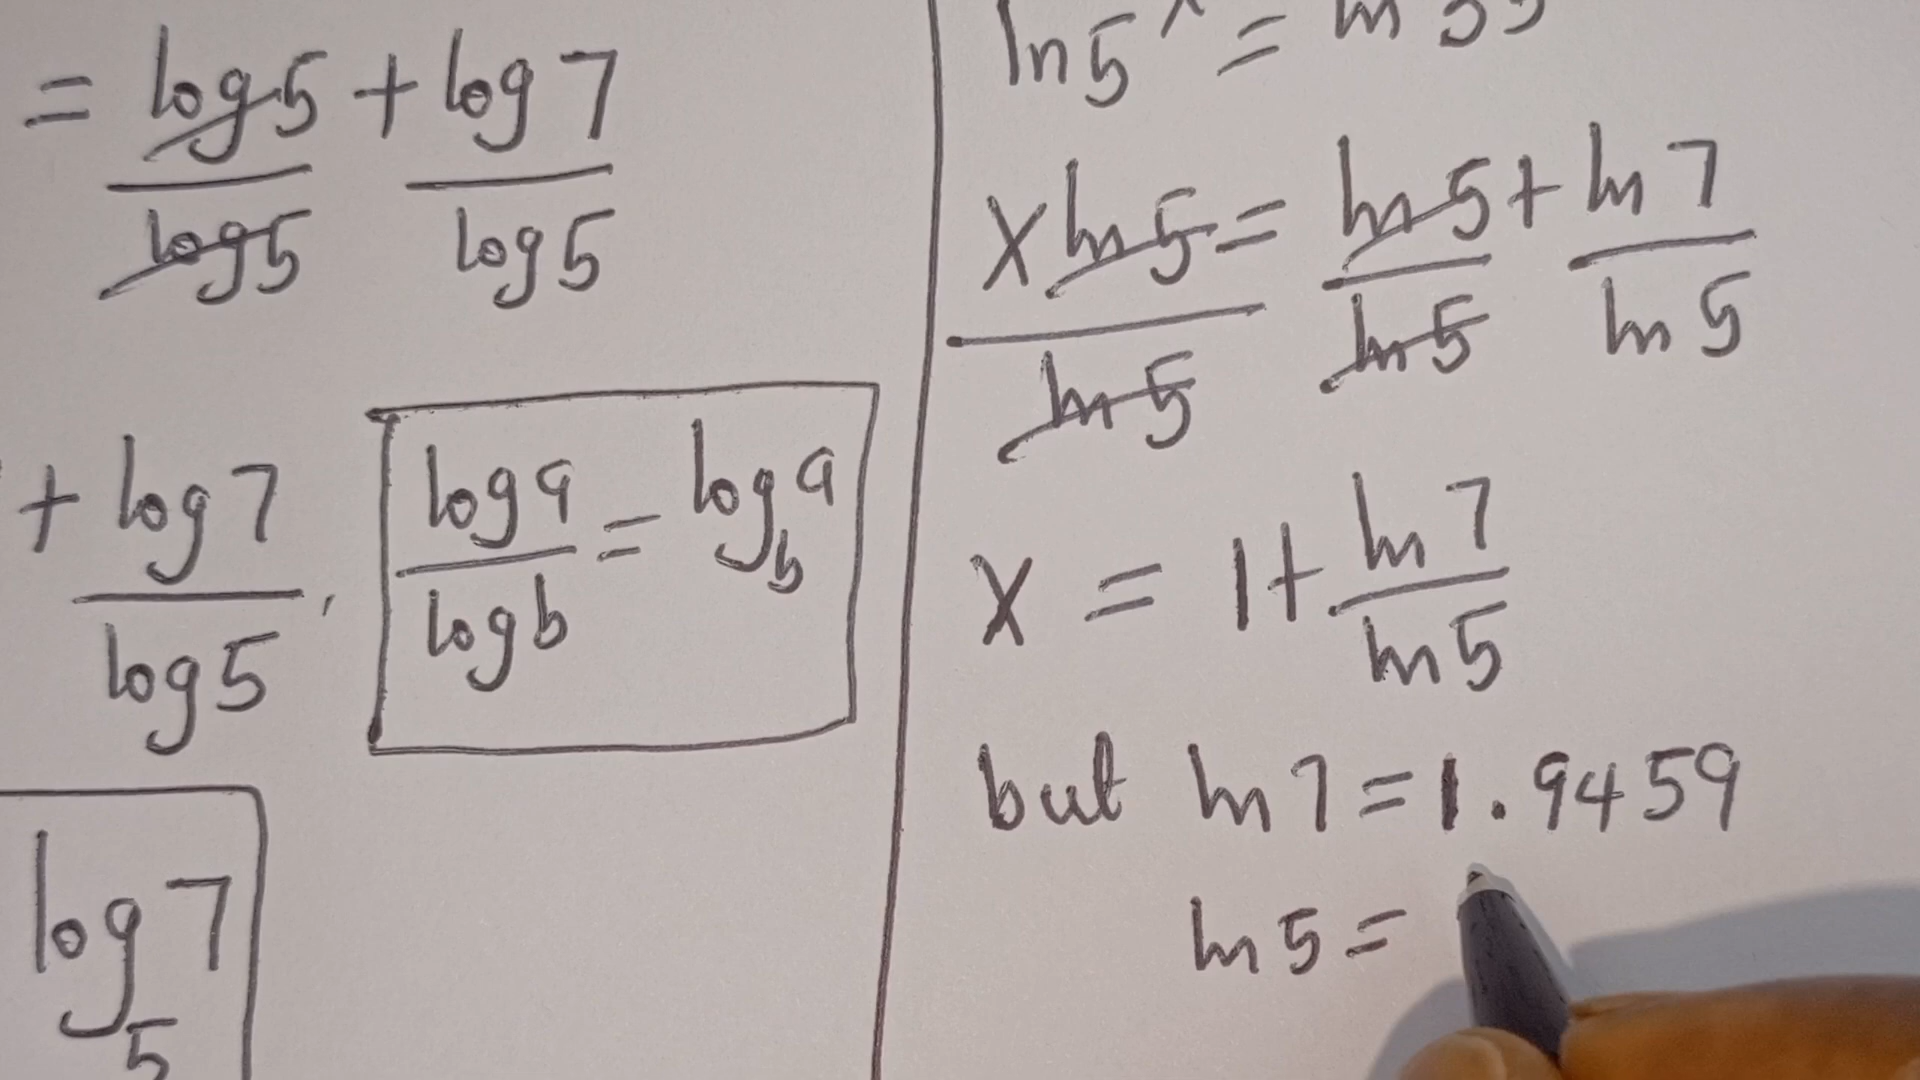 = log5/log5 + log7/log5
+ log7/log5, log a/log b = log_b a
log_5 7
ln5^x = ln35
x ln5/ln5 = ln5/ln5 + ln7/ln5
x = 1 + ln7/ln5
but ln7 = 1.9459
ln5 =